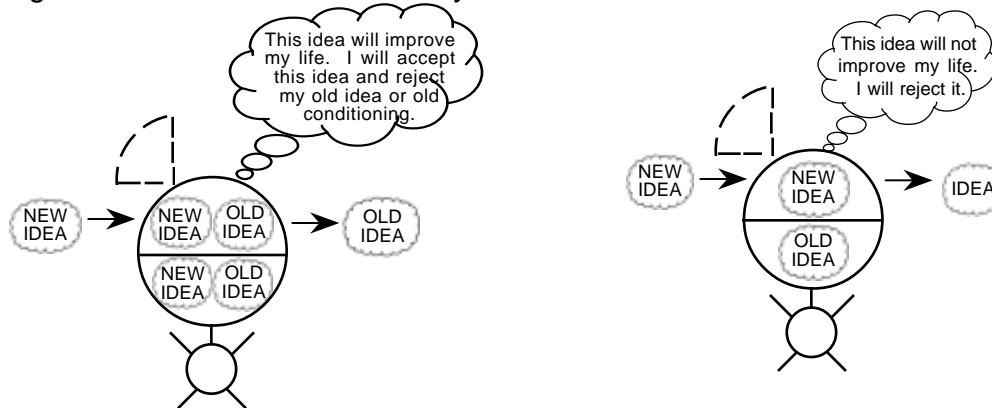 This idea will improve
my life. I will accept
this idea and reject
my old idea or old
conditioning.
NEW
IDEA
NEW
IDEA
OLD
IDEA
OLD
IDEA
NEW
IDEA
OLD
IDEA
This idea will not
improve my life.
I will reject it.
NEW
IDEA
NEW
IDEA
IDEA
OLD
IDEA